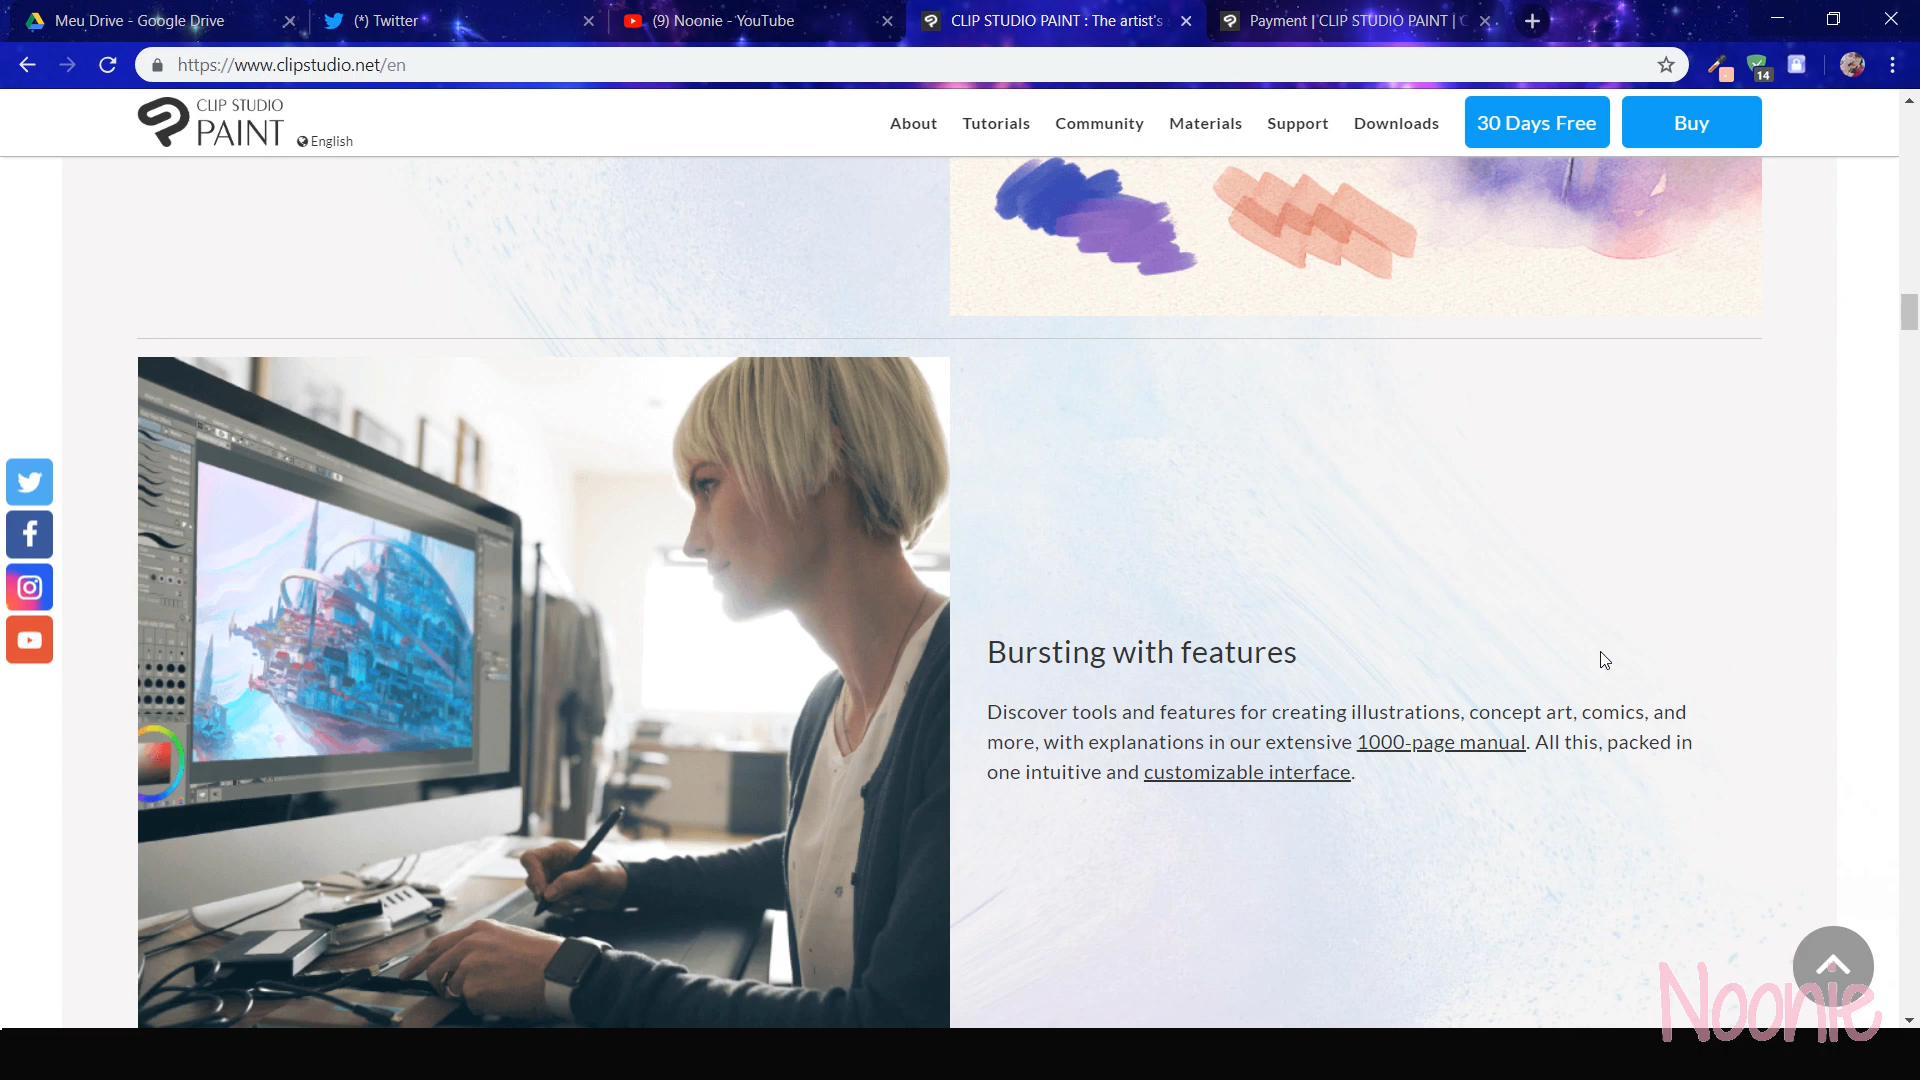 Meu Drive - Google Drive
(*) Twitter
(9) Noonie - YouTube
CLIP STUDIO PAINT : The artist's
Payment | CLIP STUDIO PAINT |
https://www.clipstudio.net/en
14
CLIP STUDIO
PAINT
English
About
Tutorials
Community
Materials
Support
Downloads
30 Days Free
Buy
Bursting with features
Discover tools and features for creating illustrations, concept art, comics, and
more, with explanations in our extensive 1000-page manual. All this, packed in
one intuitive and customizable interface.
Noonie